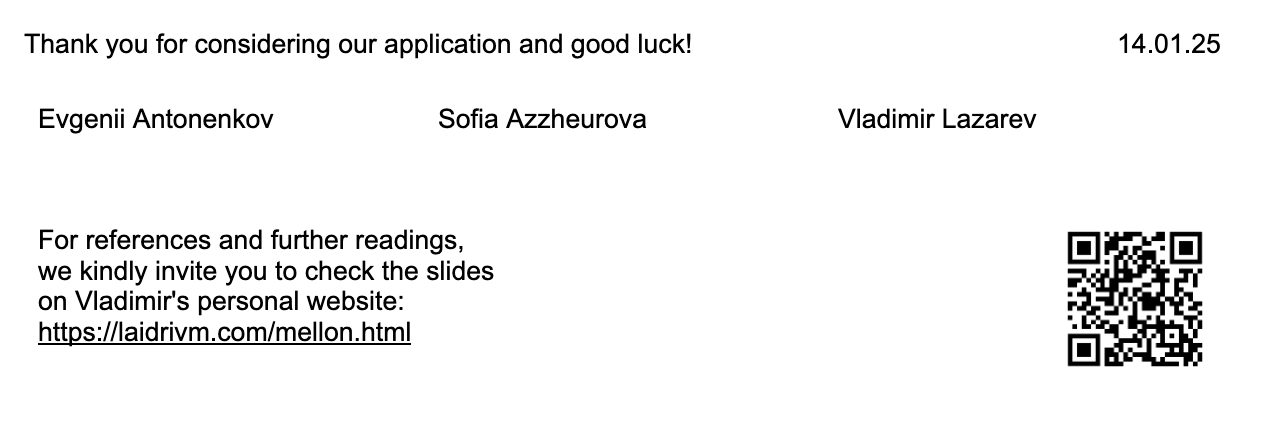 Thank you for considering our application and good luck! 14.01.25
Evgenii Antonenkov Sofia Azzheurova Vladimir Lazarev
For references and further readings,
we kindly invite you to check the slides
on Vladimir's personal website:
https://laidrivm.com/mellon.html